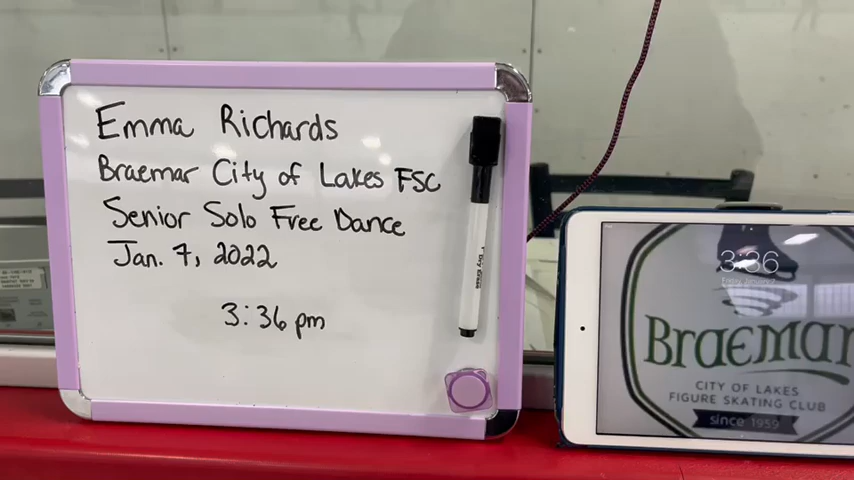 Emma Richards
Braemar City of Lakes FSC
Senior Solo Free Dance
Jan. 7, 2022
3:36 pm
3:36
Braemar
CITY OF LAKES
FIGURE SKATING CLUB
since 1959